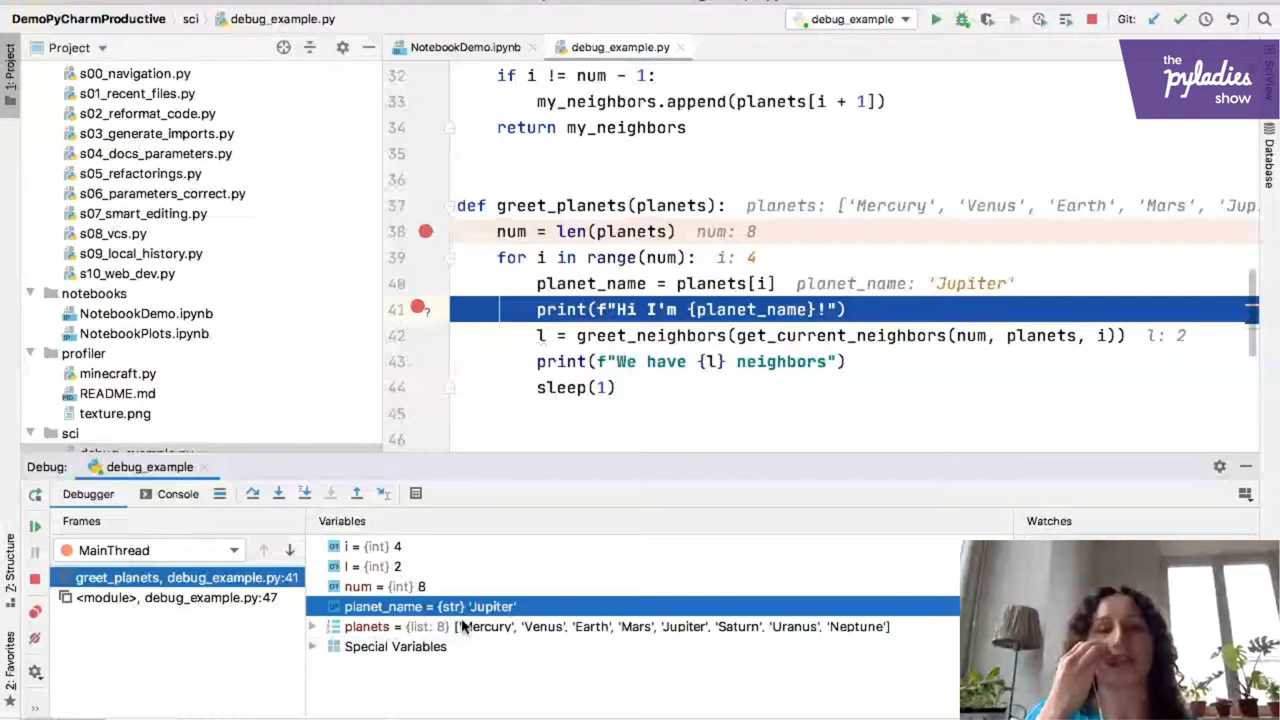 DemoPyCharmProductive sci debug_example.py debug_example Git:
Project NotebookDemo.ipynb debug_example.py
the
pyladies
show
1: Project
SciView
Database
Z: Structure
2: Favorites
s00_navigation.py
s01_recent_files.py
s02_reformat_code.py
s03_generate_imports.py
s04_docs_parameters.py
s05_refactorings.py
s06_parameters_correct.py
s07_smart_editing.py
s08_vcs.py
s09_local_history.py
s10_web_dev.py
notebooks
NotebookDemo.ipynb
NotebookPlots.ipynb
profiler
minecraft.py
README.md
texture.png
sci
debug_example.py
32 if i != num - 1:
33 my_neighbors.append(planets[i + 1])
34 return my_neighbors
35
36
37 def greet_planets(planets): planets: ['Mercury', 'Venus', 'Earth', 'Mars', 'Jup
38 num = len(planets) num: 8
39 for i in range(num): i: 4
40 planet_name = planets[i] planet_name: 'Jupiter'
41 ? print(f"Hi I'm {planet_name}!")
42 l = greet_neighbors(get_current_neighbors(num, planets, i)) l: 2
43 print(f"We have {l} neighbors")
44 sleep(1)
45
46
Debug: debug_example
Debugger Console
Frames Variables Watches
MainThread
greet_planets, debug_example.py:41
<module>, debug_example.py:47
i = {int} 4
l = {int} 2
num = {int} 8
planet_name = {str} 'Jupiter'
planets = {list: 8} ['Mercury', 'Venus', 'Earth', 'Mars', 'Jupiter', 'Saturn', 'Uranus', 'Neptune']
Special Variables